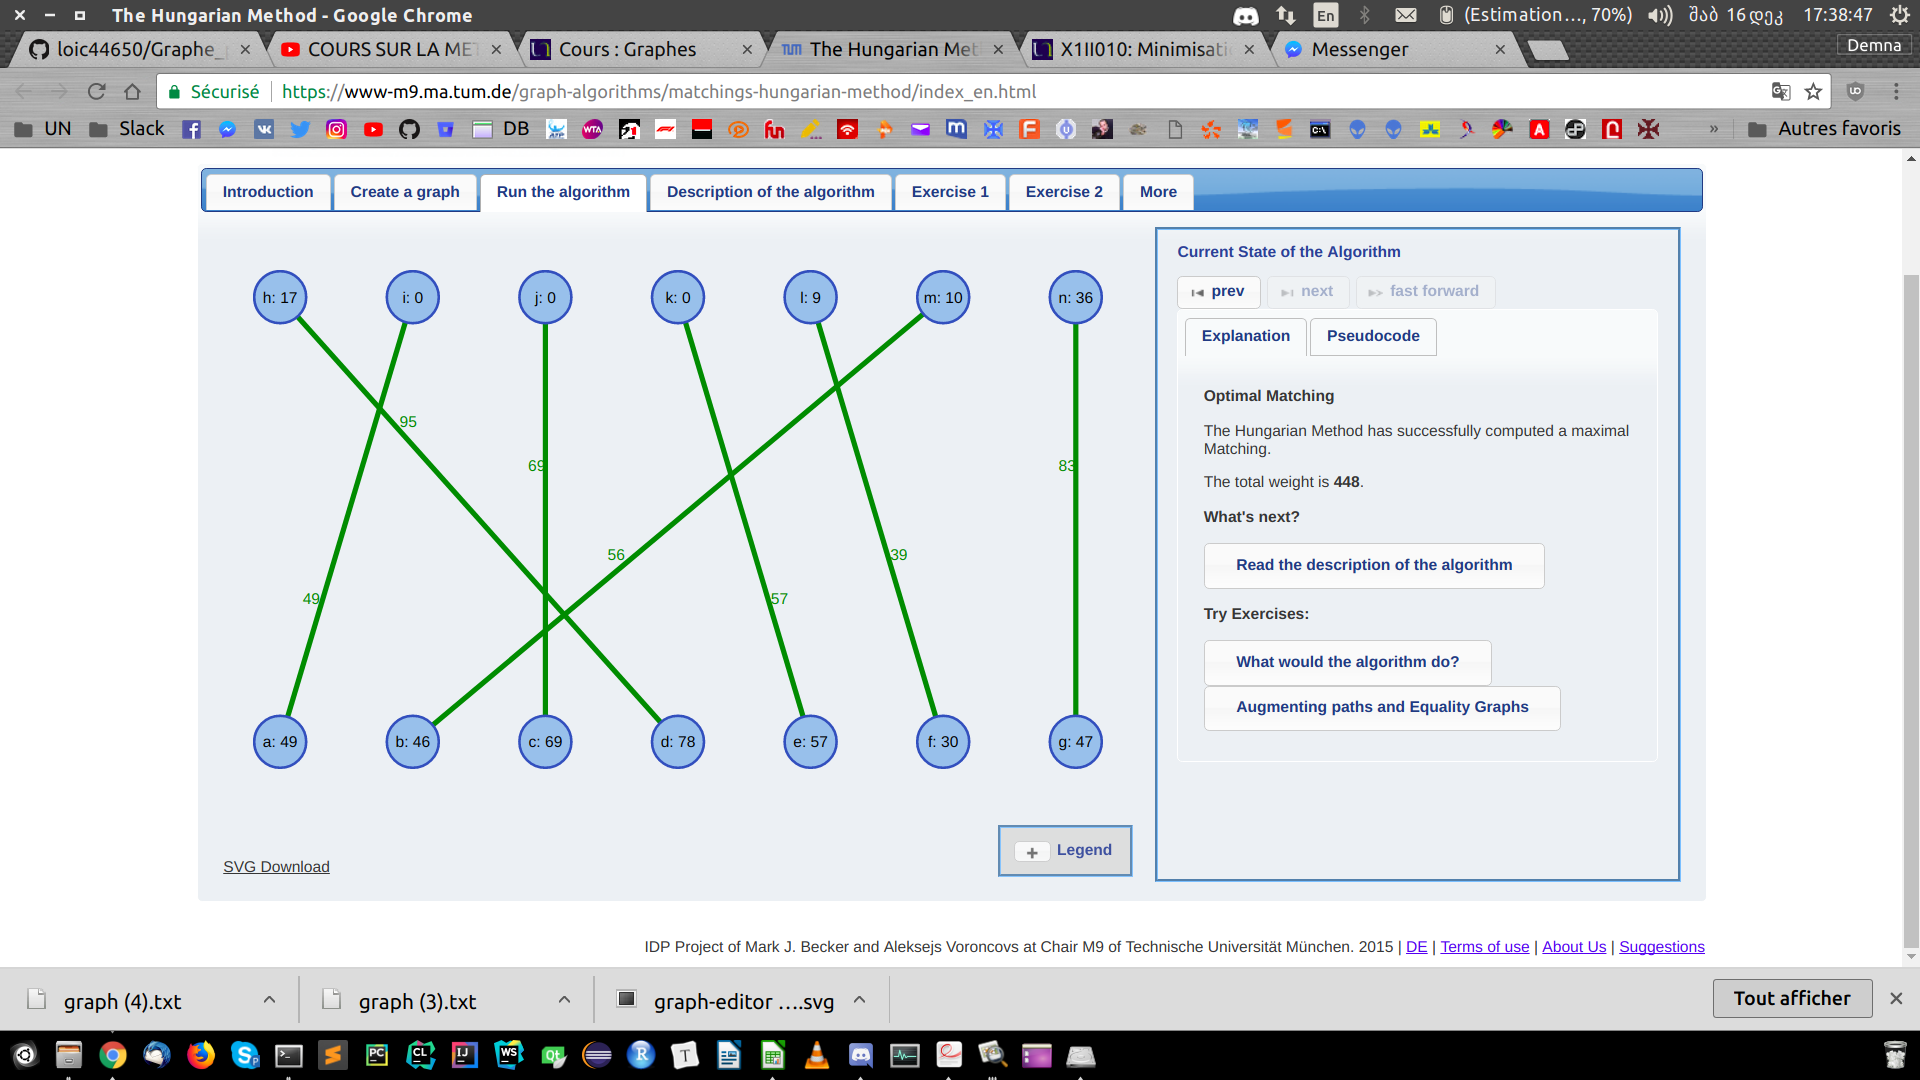 The Hungarian Method - Google Chrome
En
(Estimation..., 70%)
შაბ 16 დეკ 17:38:47
loic44650/Graphe_
COURS SUR LA MET
Cours : Graphes
TUM The Hungarian Met
X1II010: Minimisati
Messenger
Demna
Sécurisé
https://www-m9.ma.tum.de/graph-algorithms/matchings-hungarian-method/index_en.html
UN
Slack
DB
»
Autres favoris
Introduction
Create a graph
Run the algorithm
Description of the algorithm
Exercise 1
Exercise 2
More
h: 17
i: 0
j: 0
k: 0
l: 9
m: 10
n: 36
95
69
83
56
39
49
57
a: 49
b: 46
c: 69
d: 78
e: 57
f: 30
g: 47
SVG Download
Legend
Current State of the Algorithm
prev
next
fast forward
Explanation
Pseudocode
Optimal Matching
The Hungarian Method has successfully computed a maximal
Matching.
The total weight is 448.
What's next?
Read the description of the algorithm
Try Exercises:
What would the algorithm do?
Augmenting paths and Equality Graphs
IDP Project of Mark J. Becker and Aleksejs Voroncovs at Chair M9 of Technische Universität München. 2015 | DE | Terms of use | About Us | Suggestions
graph (4).txt
graph (3).txt
graph-editor ....svg
Tout afficher